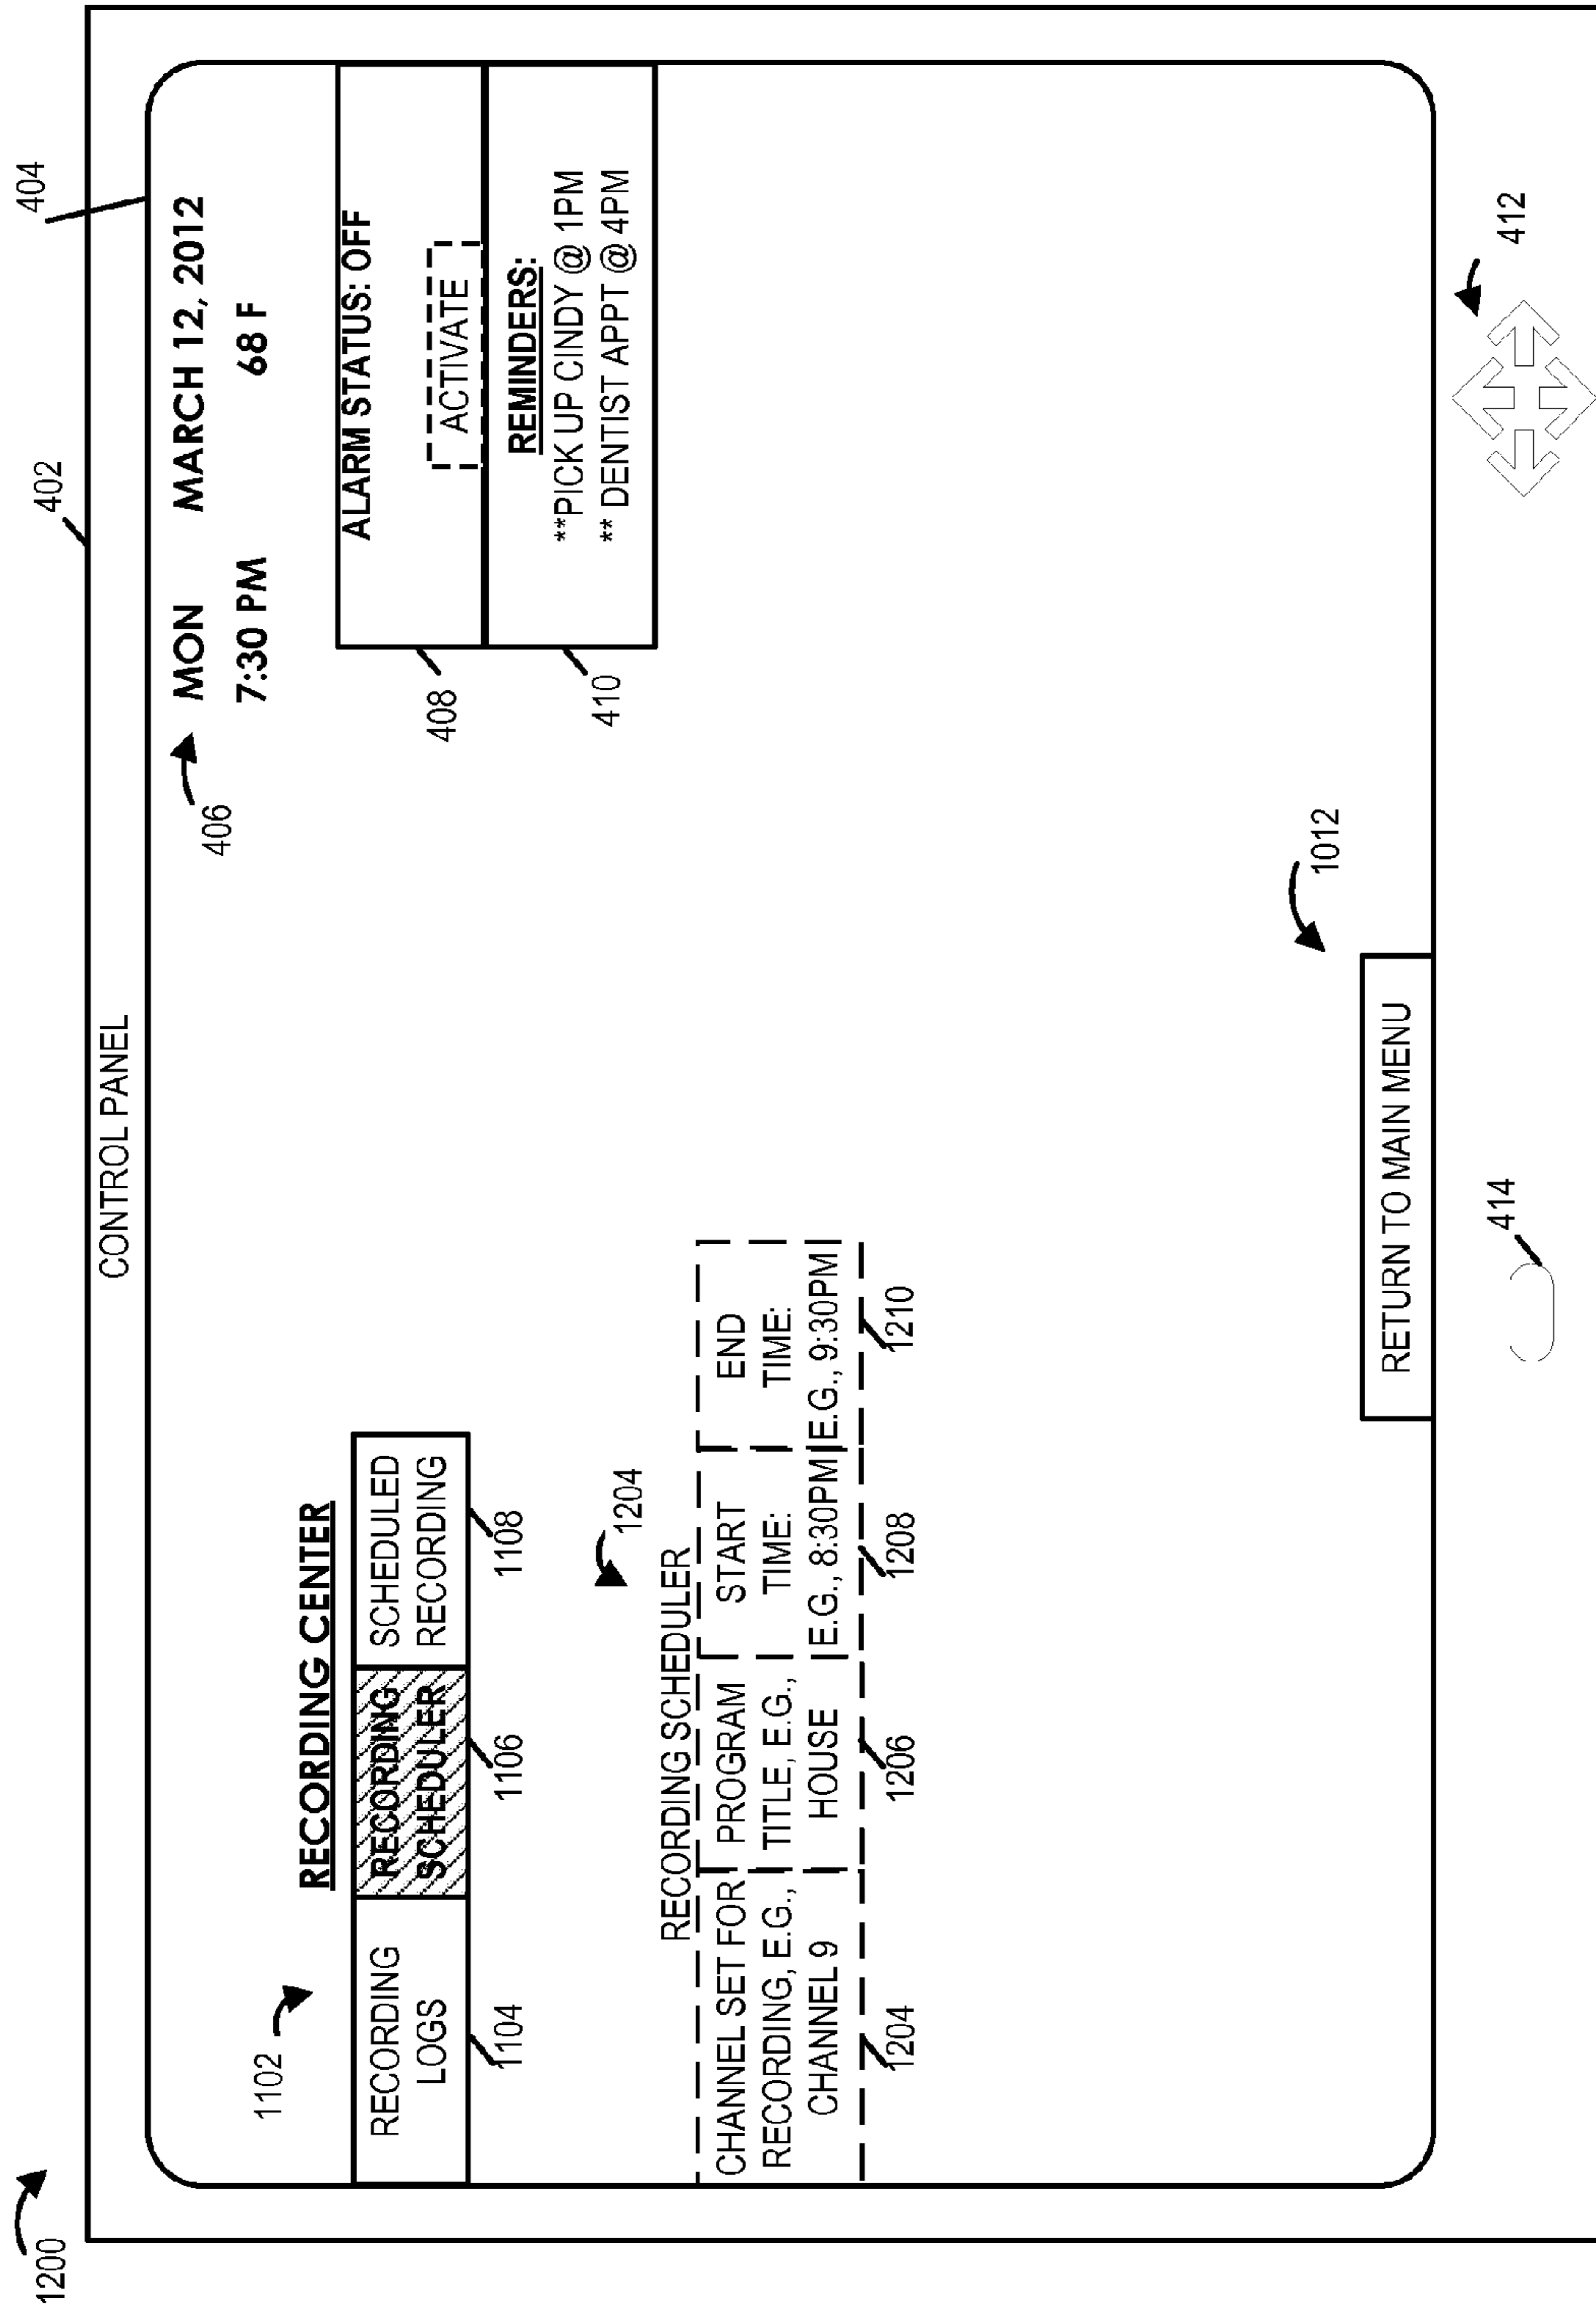 1200
402
404
CONTROL PANEL
406
MON MARCH 12, 2012
7:30 PM 68 F
1102
RECORDING CENTER
RECORDING
LOGS
RECORDING
SCHEDULER
SCHEDULED
RECORDING
1104
1106
1108
408
ALARM STATUS: OFF
ACTIVATE
410
REMINDERS:
**PICK UP CINDY @ 1PM
** DENTIST APPT @ 4PM
1204
RECORDING SCHEDULER
CHANNEL SET FOR
RECORDING, E.G.,
CHANNEL 9
PROGRAM
TITLE, E.G.,
HOUSE
START
TIME:
E.G., 8:30PM
END
TIME:
E.G., 9:30PM
1204
1206
1208
1210
1012
RETURN TO MAIN MENU
414
412